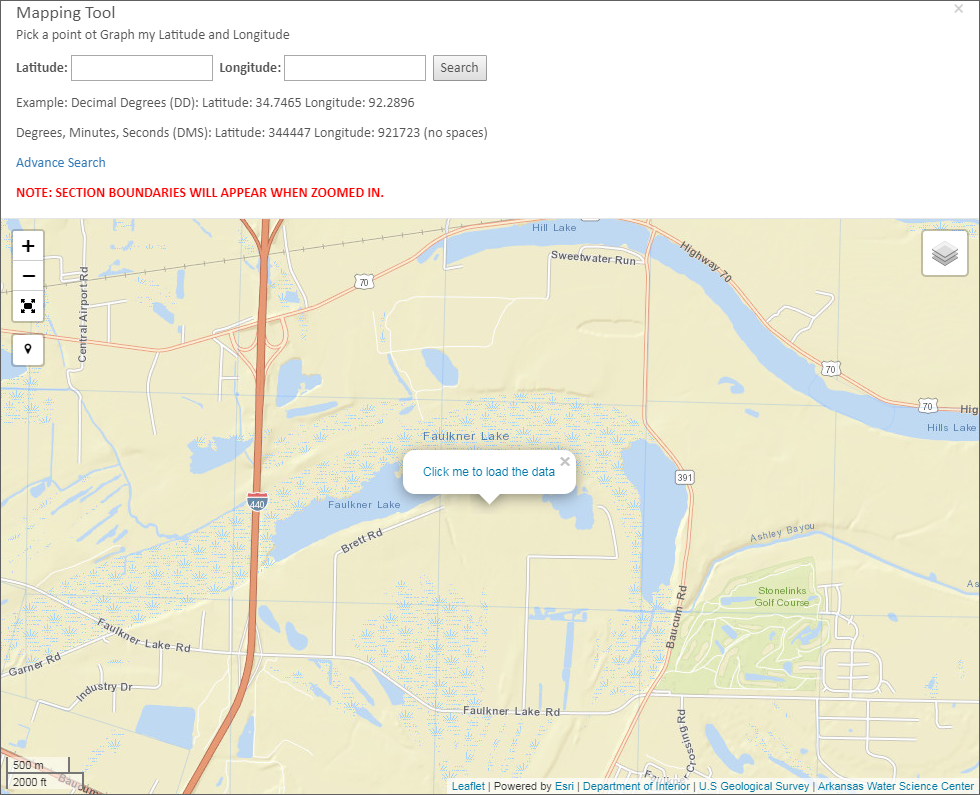 Mapping Tool
×
Pick a point ot Graph my Latitude and Longitude
Latitude: Longitude: Search
Example: Decimal Degrees (DD): Latitude: 34.7465 Longitude: 92.2896
Degrees, Minutes, Seconds (DMS): Latitude: 344447 Longitude: 921723 (no spaces)
Advance Search
NOTE: SECTION BOUNDARIES WILL APPEAR WHEN ZOOMED IN.
+
−
Hill Lake
Sweetwater Run
Highway 70
70
Central Airport Rd
70
70
Hig
Hills Lake
Faulkner Lake
Click me to load the data
×
391
440
Faulkner Lake
Brett Rd
Ashley Bayou
As
Stonelinks
Golf Course
Baucum Rd
Faulkner Lake Rd
Garner Rd
Industry Dr
Faulkner Lake Rd
Faulkner Crossing Rd
500 m
2000 ft
Baucum
Leaflet | Powered by Esri | Department of Interior | U.S Geological Survey | Arkansas Water Science Center